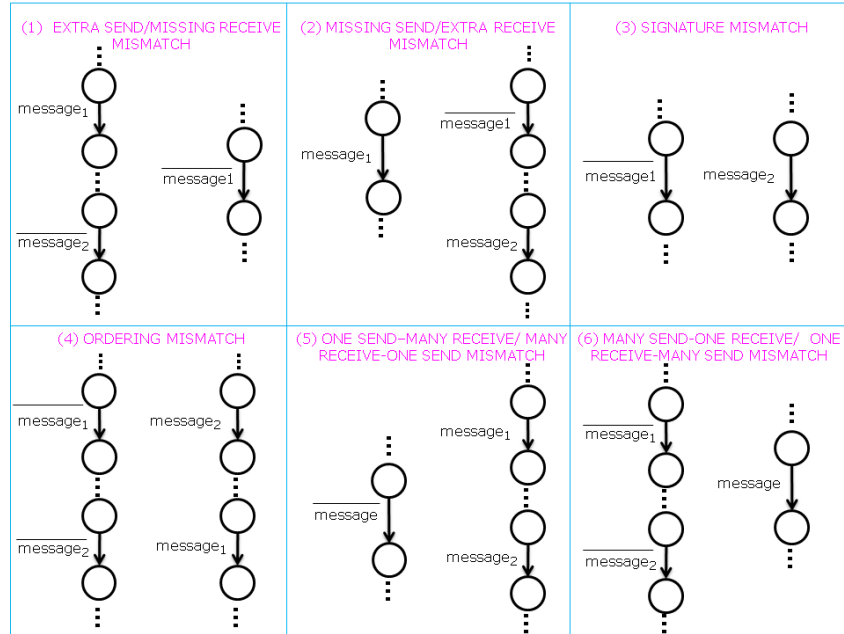 (1) EXTRA SEND/MISSING RECEIVE
MISMATCH
message₁
message1
message₂
(2) MISSING SEND/EXTRA RECEIVE
MISMATCH
message1
message₁
message₂
(3) SIGNATURE MISMATCH
message1
message₂
(4) ORDERING MISMATCH
message₁
message₂
message₂
message₁
(5) ONE SEND–MANY RECEIVE/ MANY
RECEIVE-ONE SEND MISMATCH
message₁
message
message₂
(6) MANY SEND-ONE RECEIVE/ ONE
RECEIVE-MANY SEND MISMATCH
message₁
message
message₂